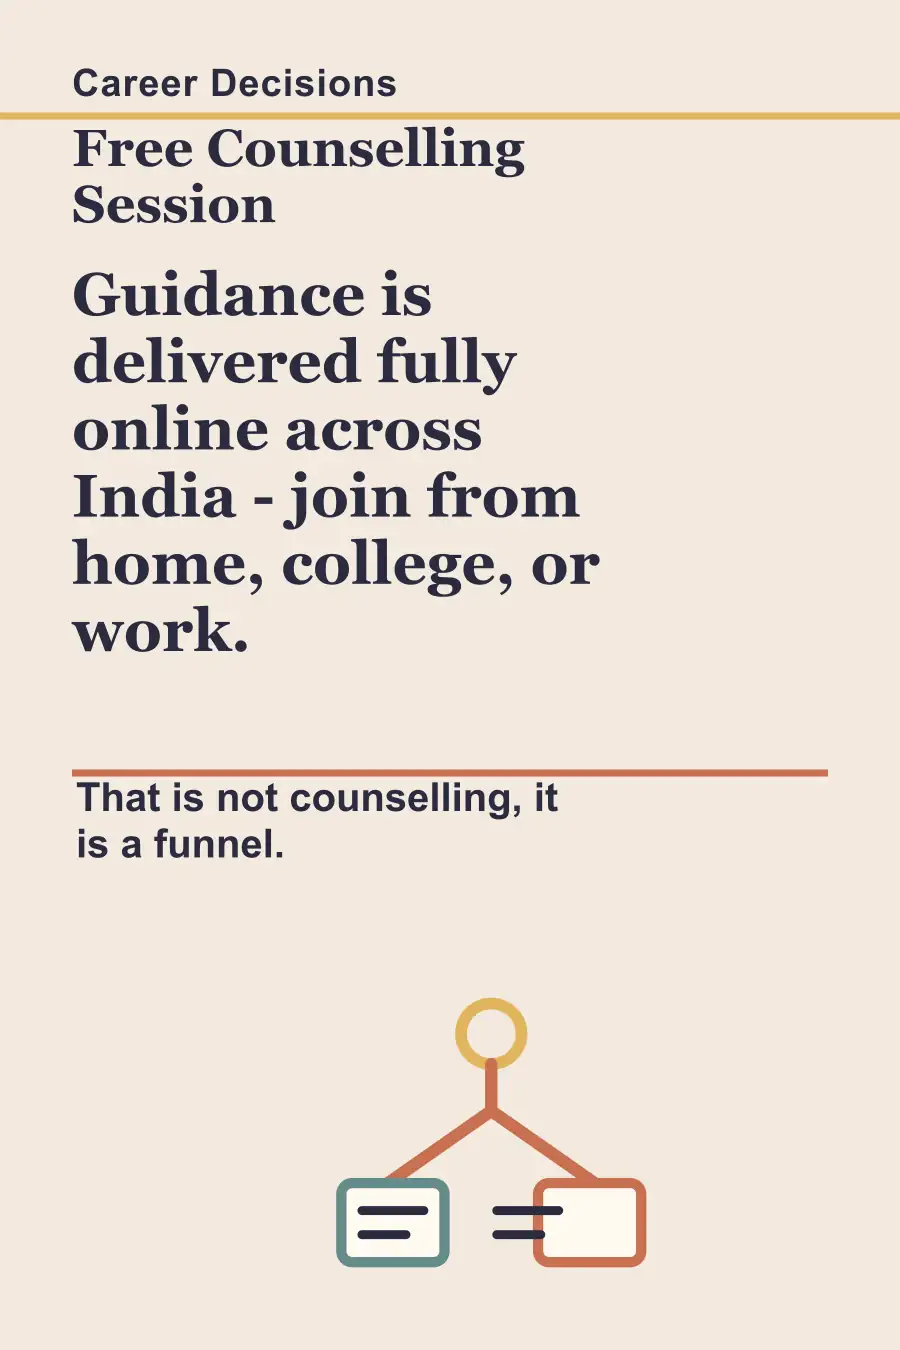 Career Decisions
Free Counselling
Session
Guidance is
delivered fully
online across
India - join from
home, college, or
work.
That is not counselling, it
is a funnel.